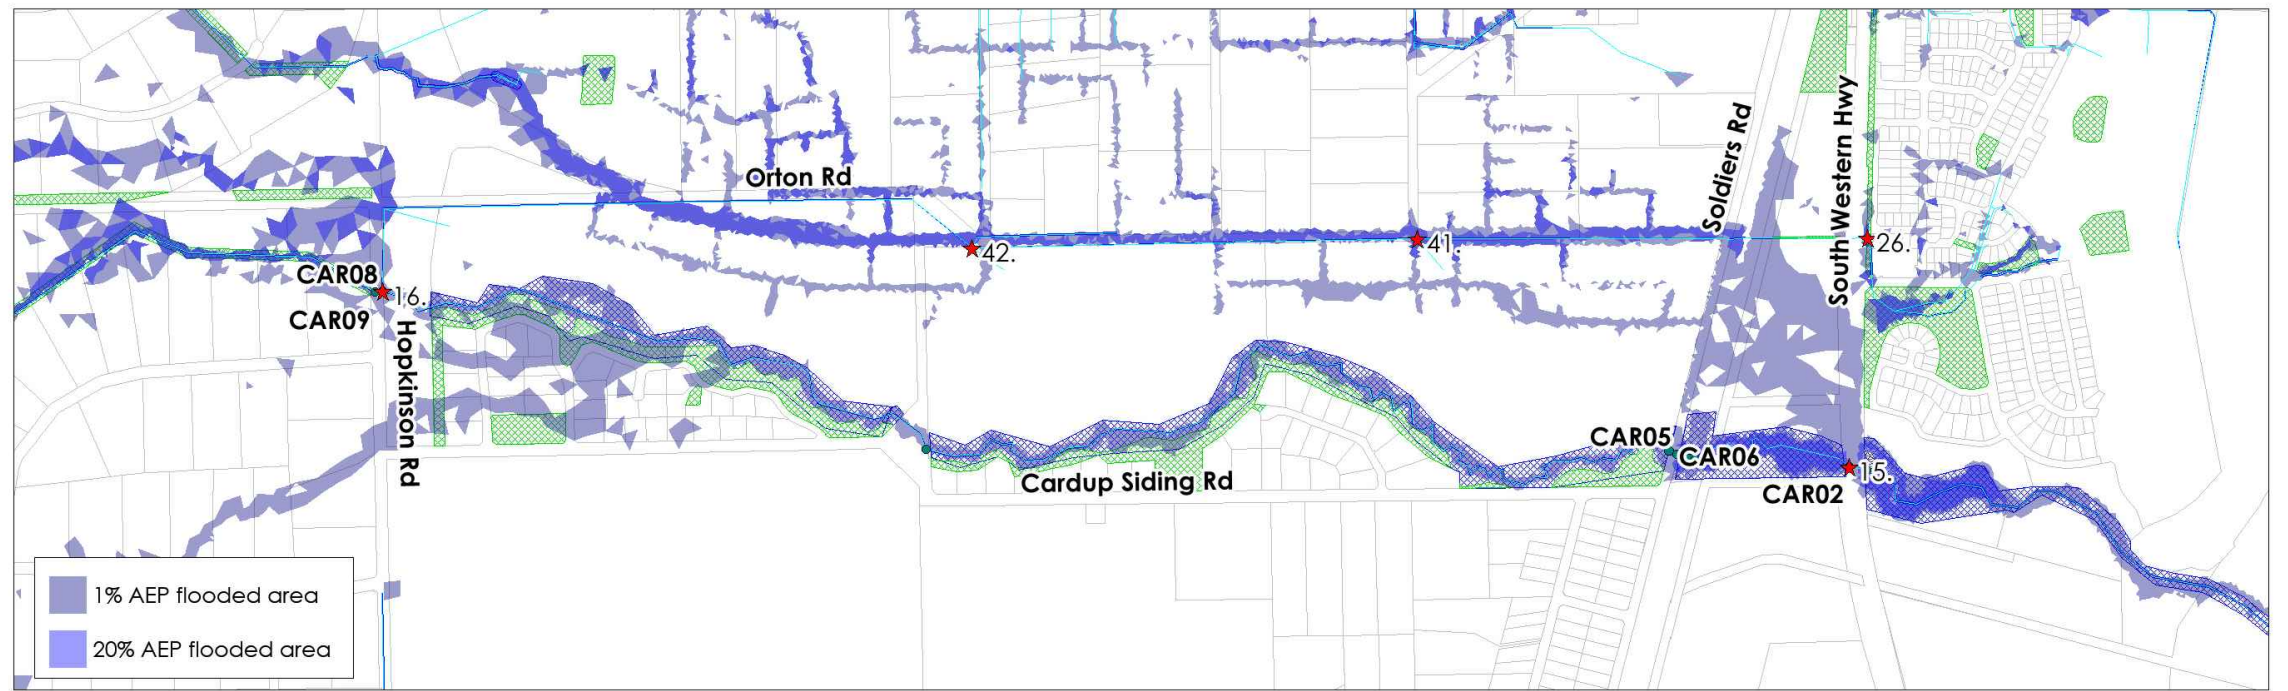 Orton Rd
Soldiers Rd
South Western Hwy
42.
41.
26.
CAR08
16.
CAR09
Hopkinson Rd
CAR05
CAR06
15.
Cardup Siding Rd
CAR02
1% AEP flooded area
20% AEP flooded area